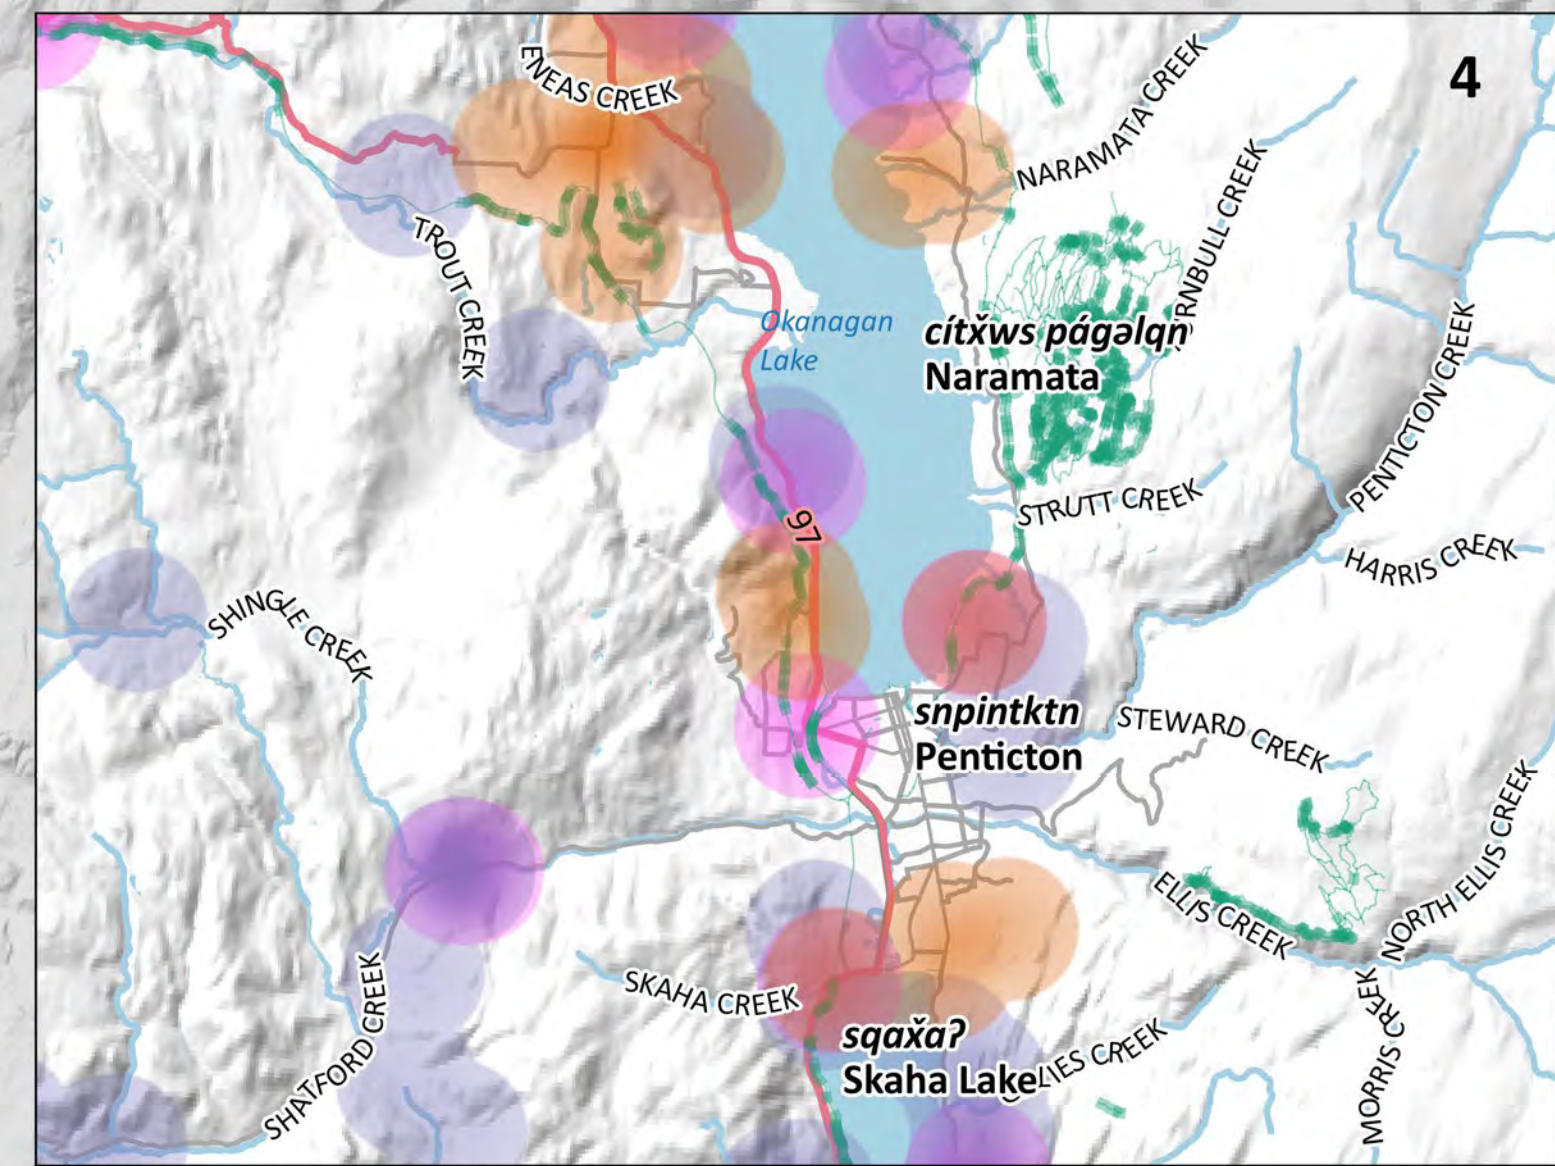 4
ENEAS CREEK
NARAMATA CREEK
TROUT CREEK
Okanagan
Lake
cítx̌ws págəlqn̓
Naramata
PENTICTON CREEK
97
STRUTT CREEK
HARRIS CREEK
SHINGLE CREEK
snpintktn
Penticton
STEWARD CREEK
ELLIS CREEK
NORTH ELLIS CREEK
SKAHA CREEK
SHATFORD CREEK
sqax̌aʔ
Skaha Lake
CREEK
MORRIS CREEK